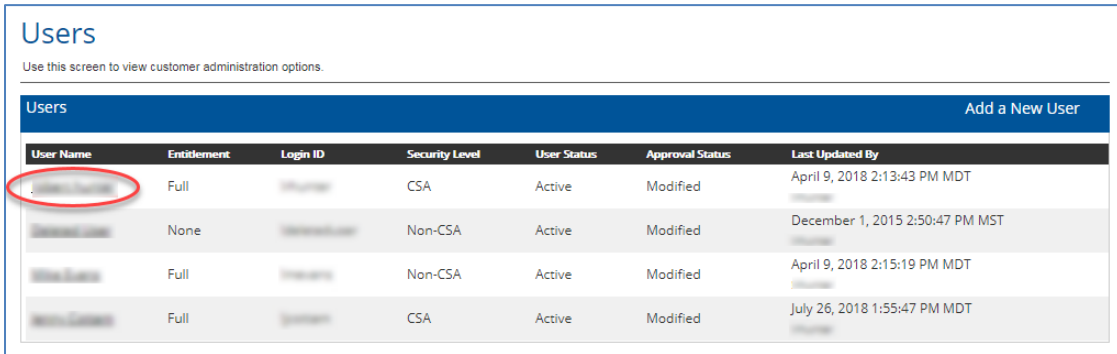 Users
Use this screen to view customer administration options.
Users Add a New User
User Name Entitlement Login ID Security Level User Status Approval Status Last Updated By
Full CSA Active Modified April 9, 2018 2:13:43 PM MDT
None Non-CSA Active Modified December 1, 2015 2:50:47 PM MST
Full Non-CSA Active Modified April 9, 2018 2:15:19 PM MDT
Full CSA Active Modified July 26, 2018 1:55:47 PM MDT